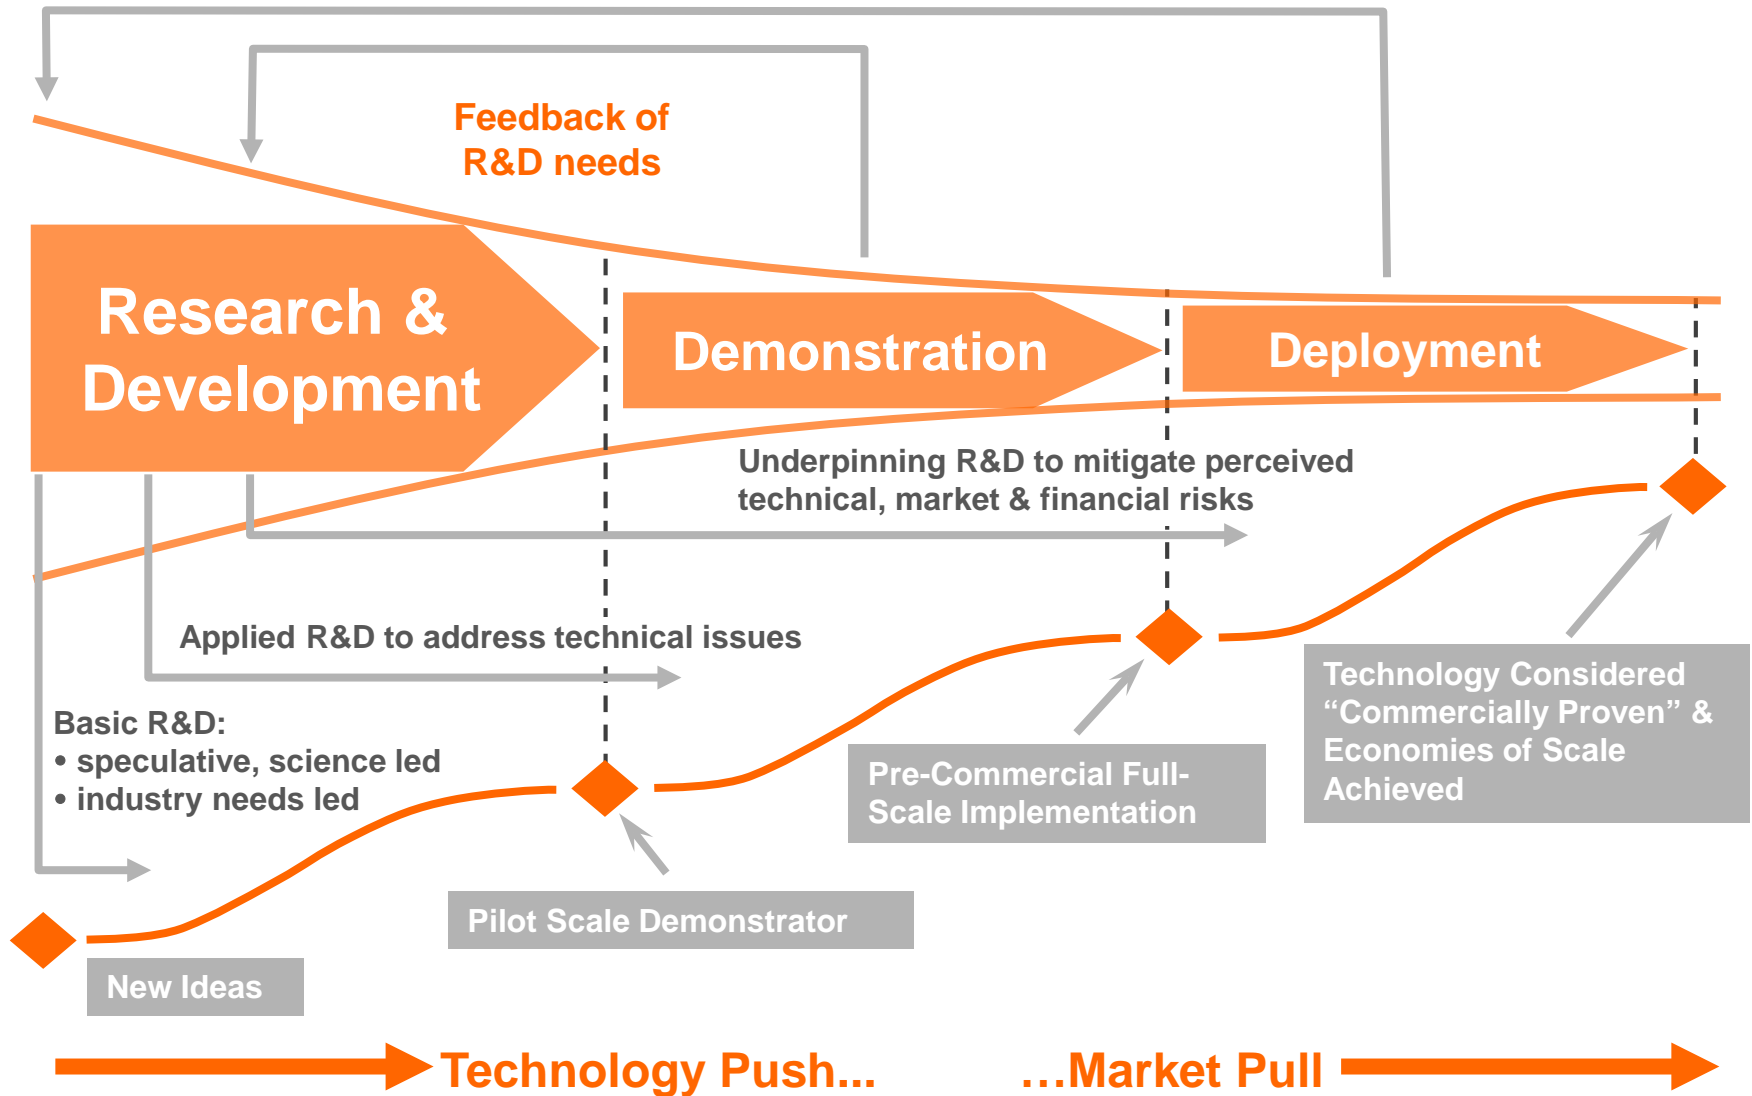 Feedback of
R&D needs
Research &
Development
Demonstration
Deployment
Underpinning R&D to mitigate perceived
technical, market & financial risks
Applied R&D to address technical issues
Basic R&D:
• speculative, science led
• industry needs led
Technology Considered
“Commercially Proven” &
Economies of Scale
Achieved
Pre-Commercial Full-
Scale Implementation
Pilot Scale Demonstrator
New Ideas
Technology Push...
…Market Pull